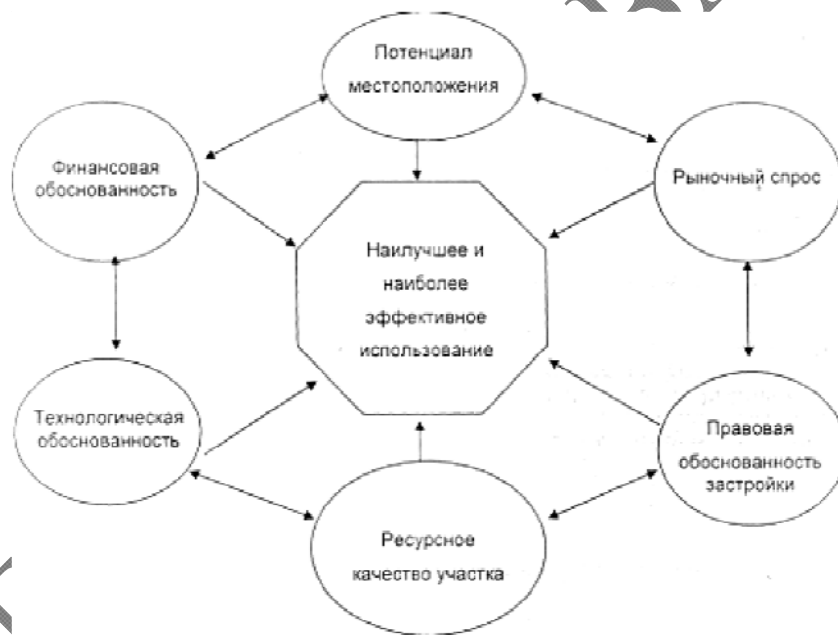 Потенциал
местоположения
Финансовая
обоснованность
Рыночный спрос
Наилучшее и
наиболее
эффективное
использование
Технологическая
обоснованность
Правовая
обоснованность
застройки
Ресурсное
качество участка